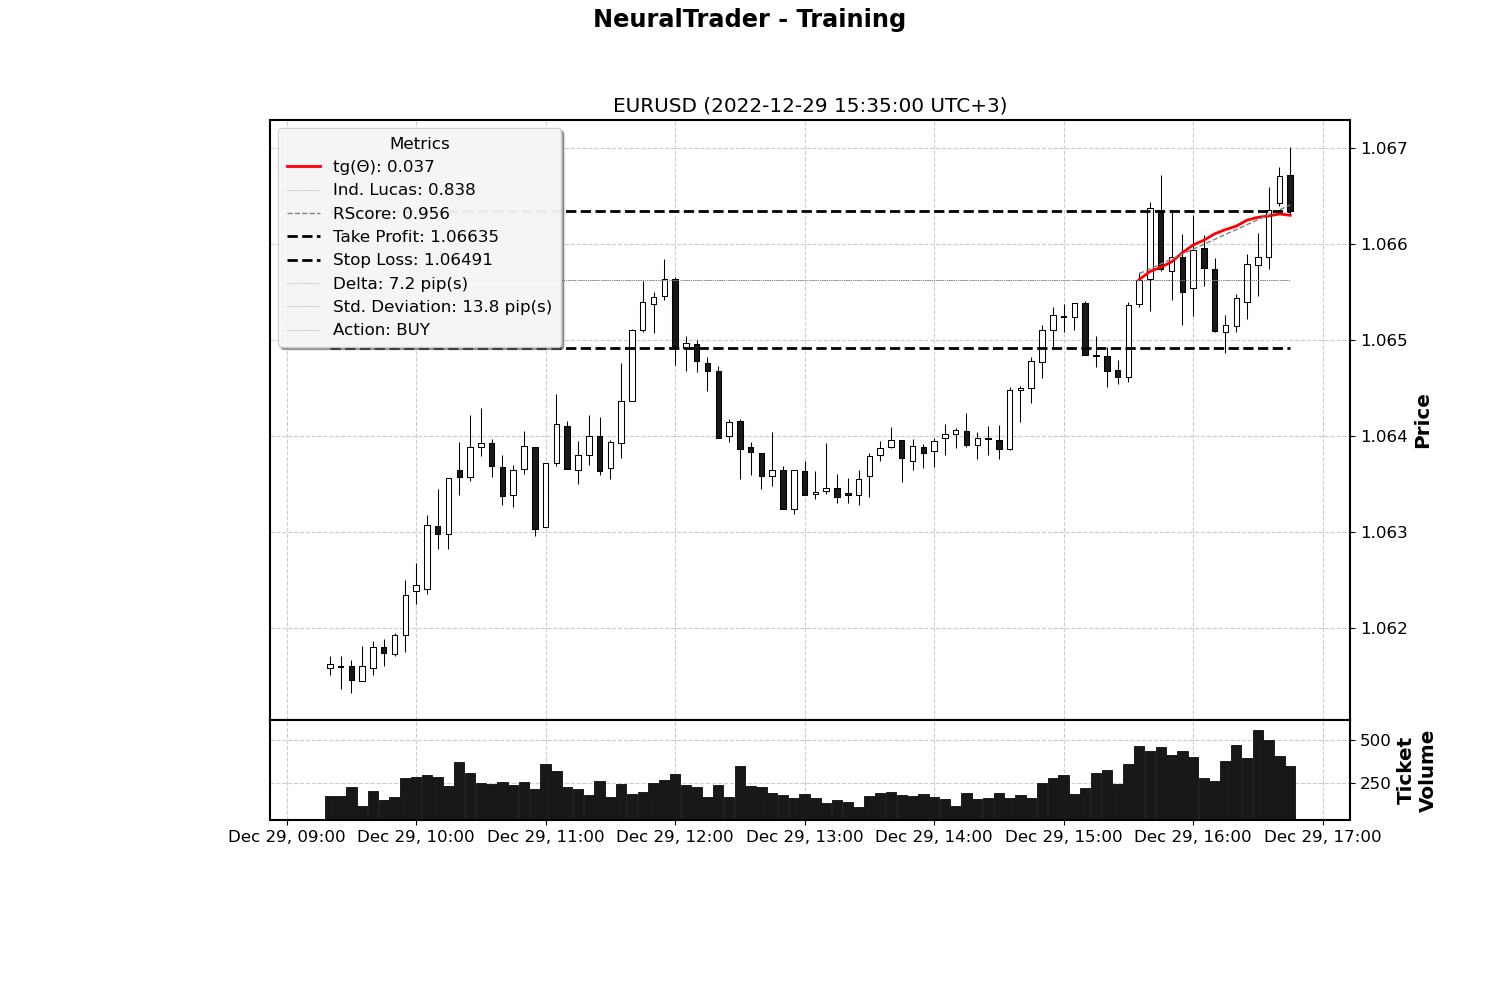 NeuralTrader - Training
EURUSD (2022-12-29 15:35:00 UTC+3)
Metrics
tg(Θ): 0.037
Ind. Lucas: 0.838
RScore: 0.956
Take Profit: 1.06635
Stop Loss: 1.06491
Delta: 7.2 pip(s)
Std. Deviation: 13.8 pip(s)
Action: BUY
1.067
1.066
1.065
1.064
1.063
1.062
Price
500
250
Ticket
Volume
Dec 29, 09:00 Dec 29, 10:00 Dec 29, 11:00 Dec 29, 12:00 Dec 29, 13:00 Dec 29, 14:00 Dec 29, 15:00 Dec 29, 16:00 Dec 29, 17:00